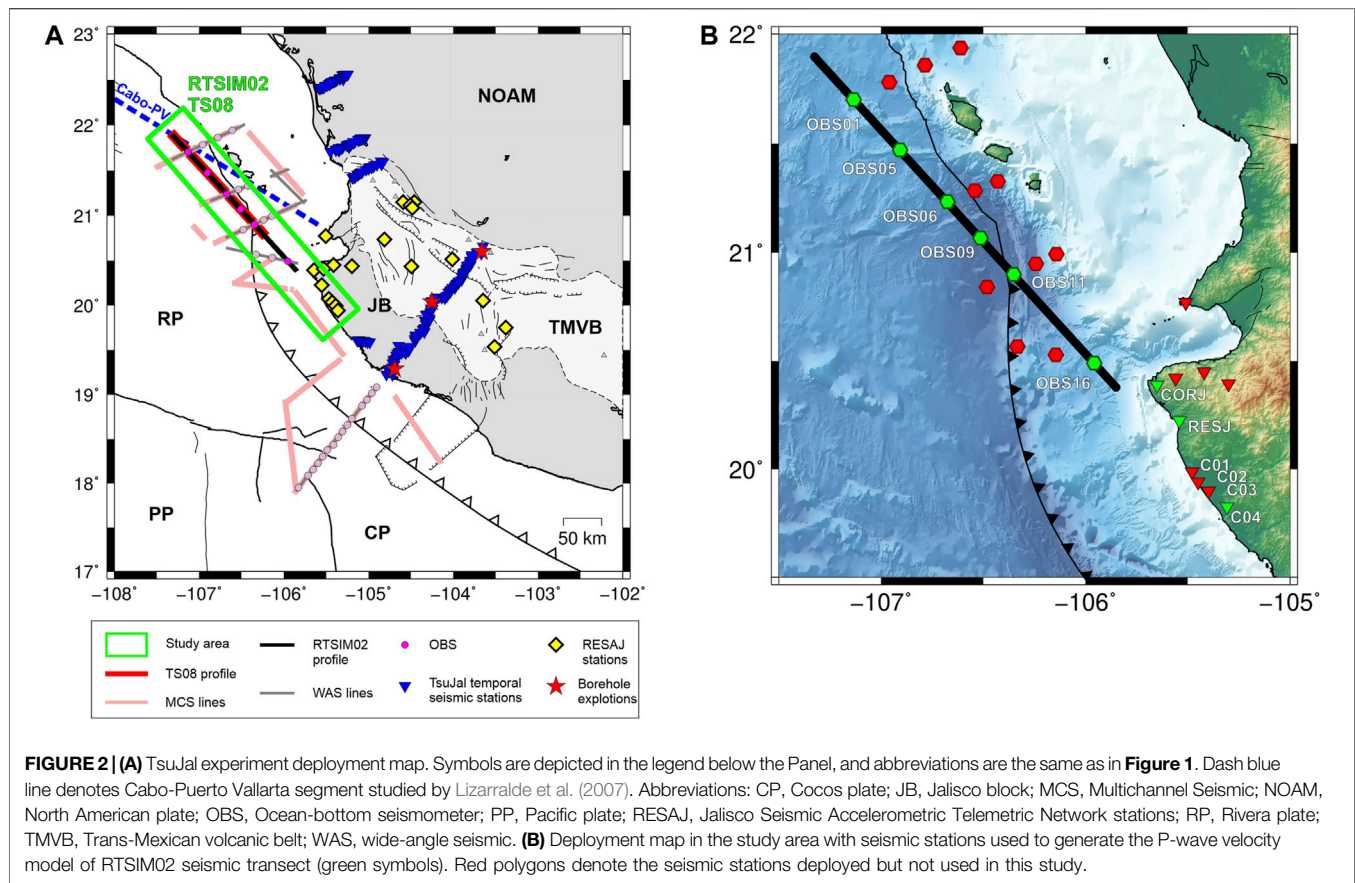 A
23˚
22˚
21˚
20˚
19˚
18˚
17˚
−108
−107
−106
−105
−104
−103
−102
Cabo-PV
RTSIM02
TS08
NOAM
JB
TMVB
RP
PP
CP
50 km
Study area
TS08 profile
MCS lines
RTSIM02
profile
WAS lines
OBS
TsuJal temporal
seismic stations
RESAJ
stations
Borehole
explotions
B
22˚
21˚
20˚
−107
−106
−105
OBS01
OBS05
OBS06
OBS09
OBS11
OBS16
CORJ
RESJ
C01
C02
C03
C04
FIGURE 2 | (A) TsuJal experiment deployment map. Symbols are depicted in the legend below the Panel, and abbreviations are the same as in Figure 1. Dash blue
line denotes Cabo-Puerto Vallarta segment studied by Lizarralde et al. (2007). Abbreviations: CP, Cocos plate; JB, Jalisco block; MCS, Multichannel Seismic; NOAM,
North American plate; OBS, Ocean-bottom seismometer; PP, Pacific plate; RESAJ, Jalisco Seismic Accelerometric Telemetric Network stations; RP, Rivera plate;
TMVB, Trans-Mexican volcanic belt; WAS, wide-angle seismic. (B) Deployment map in the study area with seismic stations used to generate the P-wave velocity
model of RTSIM02 seismic transect (green symbols). Red polygons denote the seismic stations deployed but not used in this study.